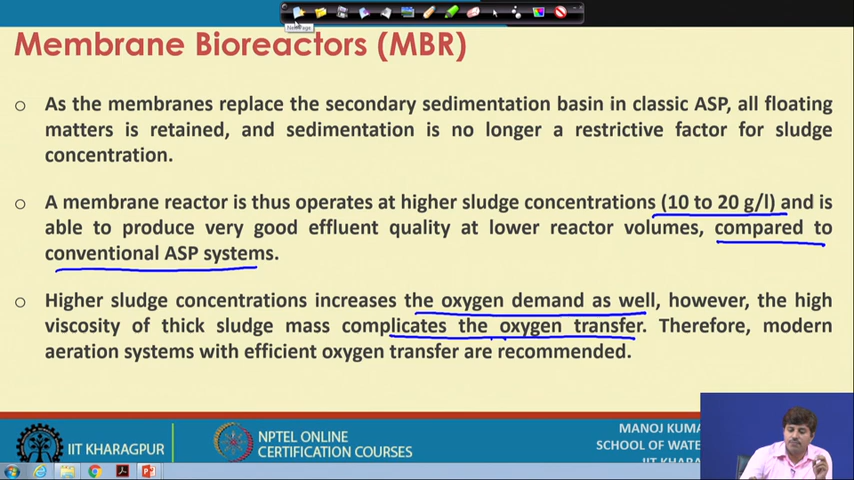 New Page
Membrane Bioreactors (MBR)
o As the membranes replace the secondary sedimentation basin in classic ASP, all floating
matters is retained, and sedimentation is no longer a restrictive factor for sludge
concentration.
o A membrane reactor is thus operates at higher sludge concentrations (10 to 20 g/l) and is
able to produce very good effluent quality at lower reactor volumes, compared to
conventional ASP systems.
o Higher sludge concentrations increases the oxygen demand as well, however, the high
viscosity of thick sludge mass complicates the oxygen transfer. Therefore, modern
aeration systems with efficient oxygen transfer are recommended.
IIT KHARAGPUR
NPTEL ONLINE
CERTIFICATION COURSES
MANOJ KUMA
SCHOOL OF WATE
IIT KHARA